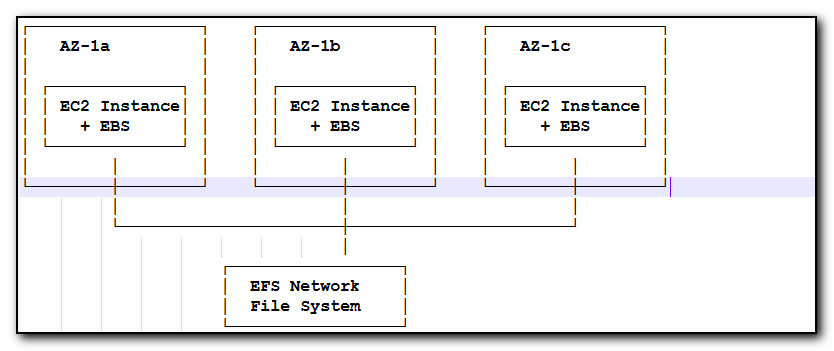 AZ-1a AZ-1b AZ-1c
EC2 Instance EC2 Instance EC2 Instance
+ EBS + EBS + EBS
EFS Network
File System